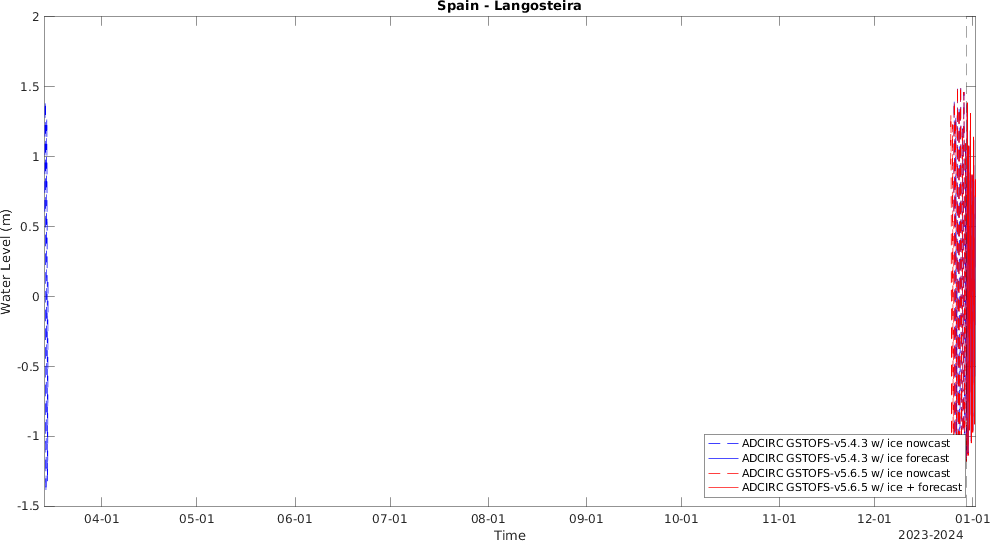 Spain - Langosteira
Water Level (m)
2
1.5
1
0.5
0
-0.5
-1
-1.5
ADCIRC GSTOFS-v5.4.3 w/ ice nowcast
ADCIRC GSTOFS-v5.4.3 w/ ice forecast
ADCIRC GSTOFS-v5.6.5 w/ ice nowcast
ADCIRC GSTOFS-v5.6.5 w/ ice + forecast
04-01 05-01 06-01 07-01 08-01 09-01 10-01 11-01 12-01 01-01
Time
2023-2024